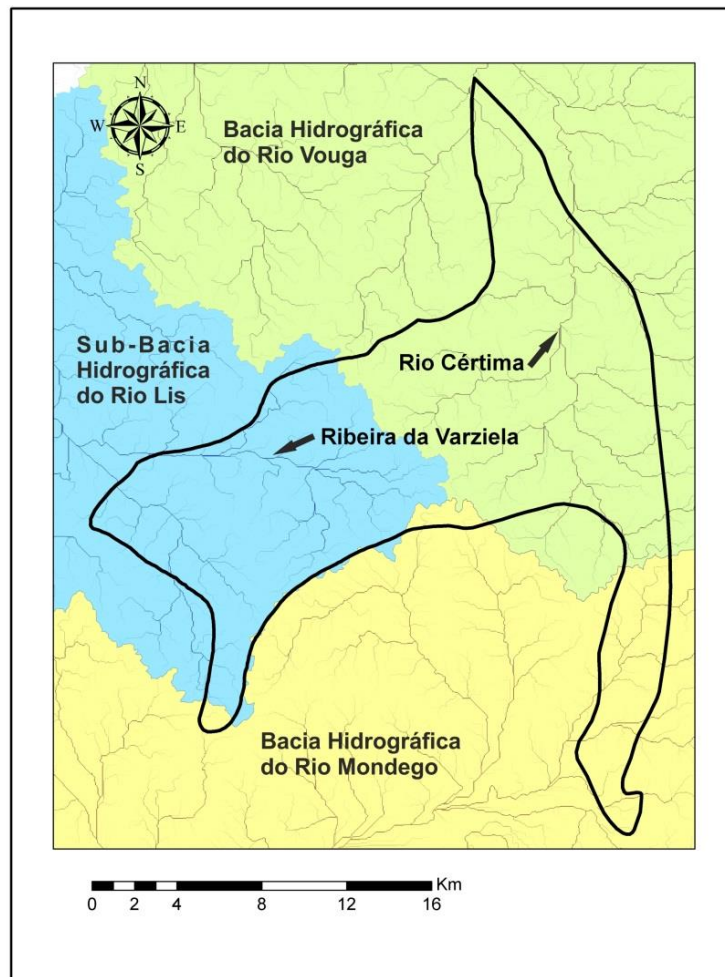 N
W E
S
Bacia Hidrográfica
do Rio Vouga
Sub-Bacia
Hidrográfica
do Rio Lis
Rio Cértima
Ribeira da Varziela
Bacia Hidrográfica
do Rio Mondego
Km
0 2 4 8 12 16